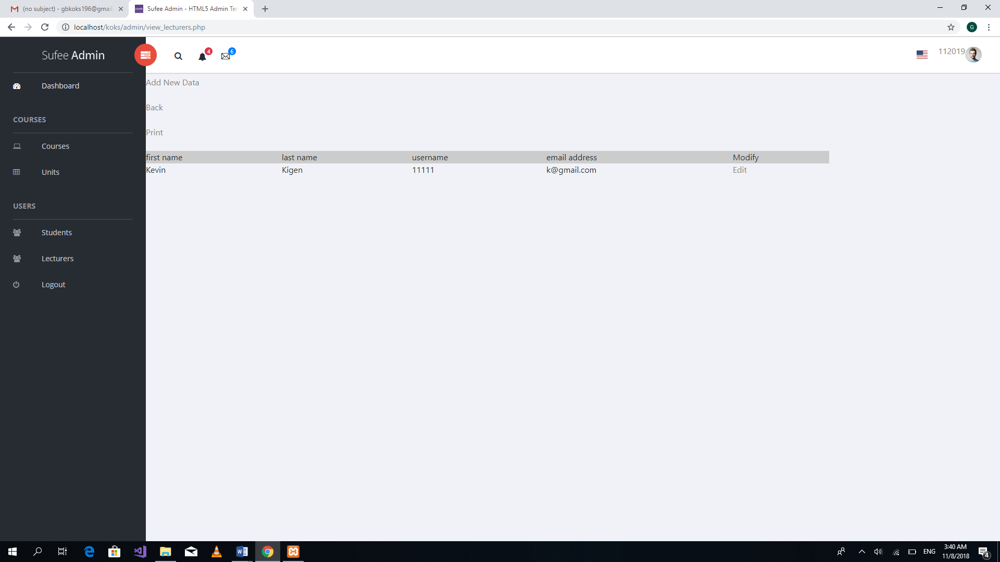 (no subject) - gbkoks196@gmail.
Sufee Admin - HTML5 Admin Ter
localhost/koks/admin/view_lecturers.php
G
Sufee Admin
4
6
112019
Dashboard
COURSES
Courses
Units
USERS
Students
Lecturers
Logout
Add New Data
Back
Print
first name last name username email address Modify
Kevin Kigen 11111 k@gmail.com Edit
ENG
3:40 AM
11/8/2018
4